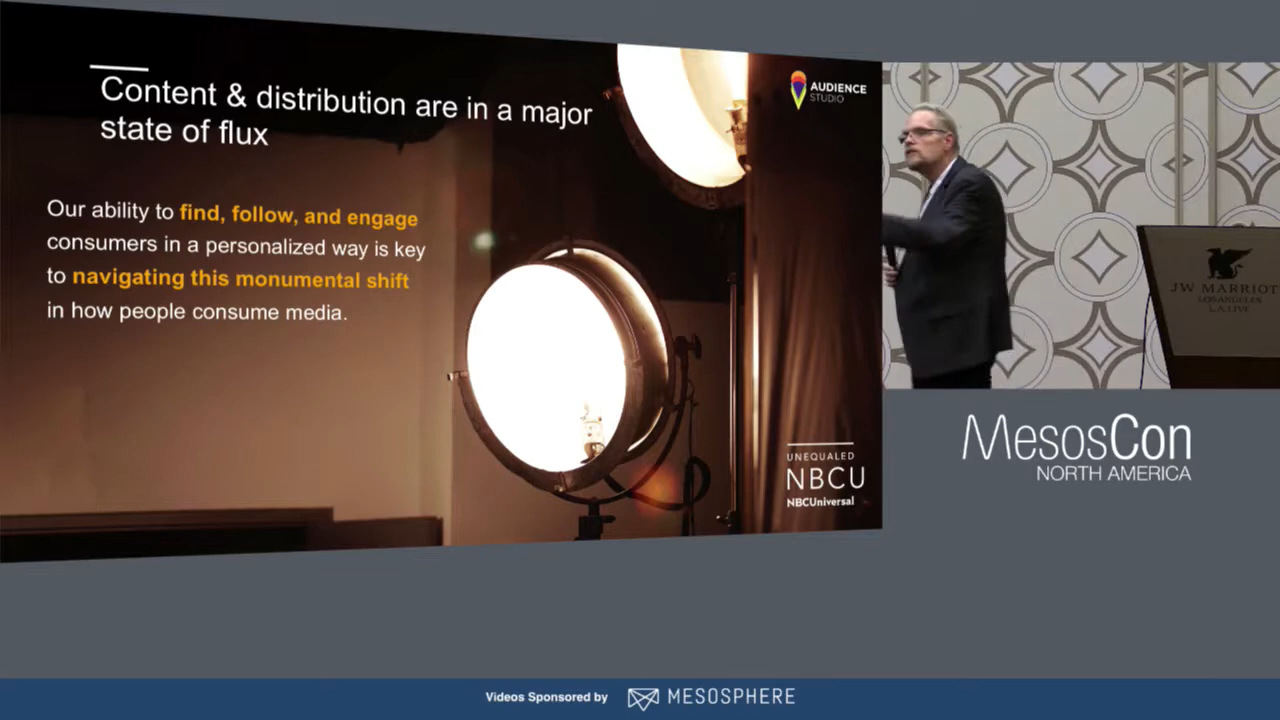 Content & distribution are in a major
state of flux
AUDIENCE
STUDIO
Our ability to find, follow, and engage
consumers in a personalized way is key
to navigating this monumental shift
in how people consume media.
UNEQUALED
NBCU
NBCUniversal
JW MARRIOT
LOS ANGELES
L.A. LIVE
MesosCon
NORTH AMERICA
Videos Sponsored by
MESOSPHERE